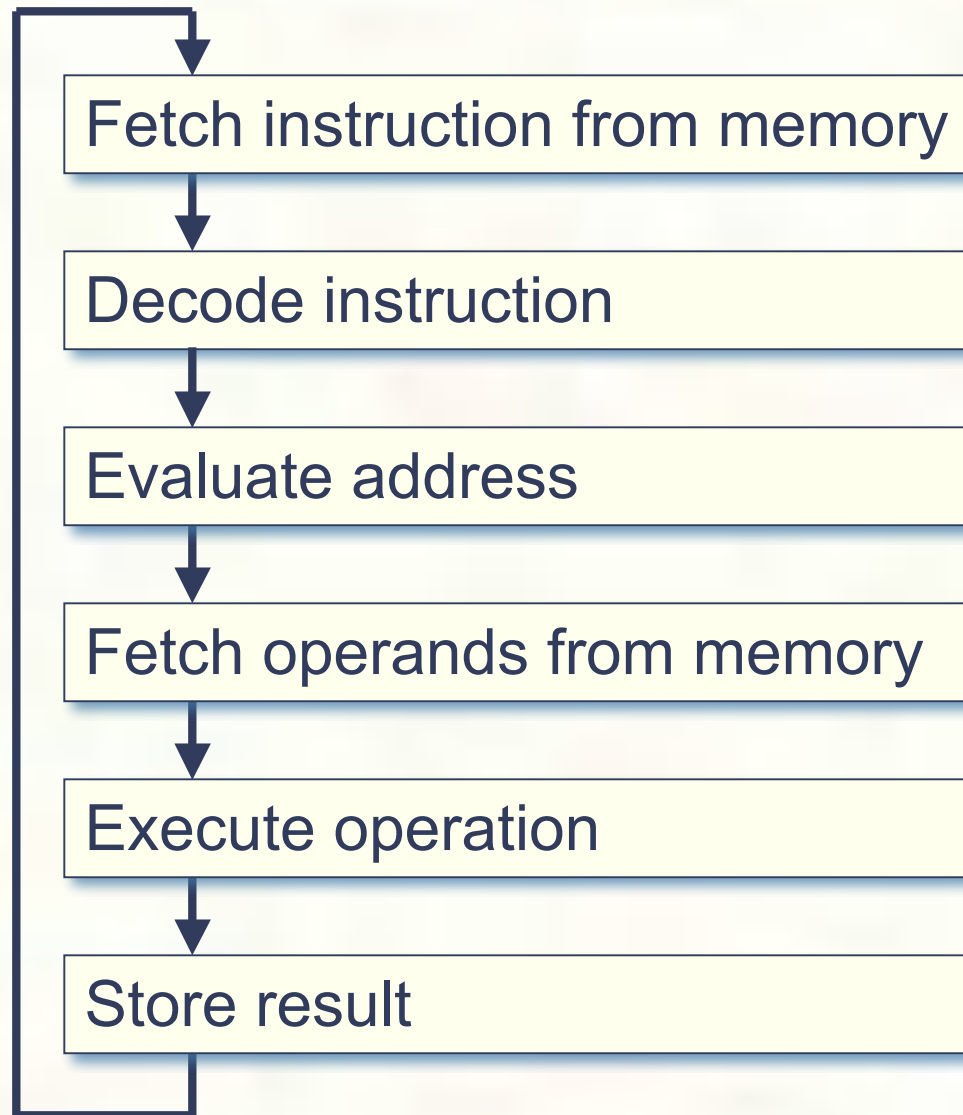 Fetch instruction from memory
Decode instruction
Evaluate address
Fetch operands from memory
Execute operation
Store result